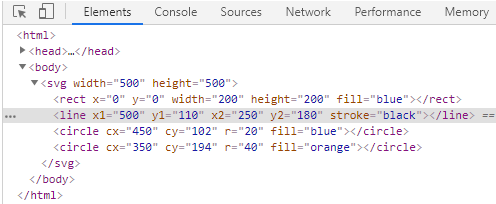 Elements Console Sources Network Performance Memory
<html>
<head>…</head>
<body>
<svg width="500" height="500">
<rect x="0" y="0" width="200" height="200" fill="blue"></rect>
<line x1="500" y1="110" x2="250" y2="180" stroke="black"></line> ==
<circle cx="450" cy="102" r="20" fill="blue"></circle>
<circle cx="350" cy="194" r="40" fill="orange"></circle>
</svg>
</body>
</html>